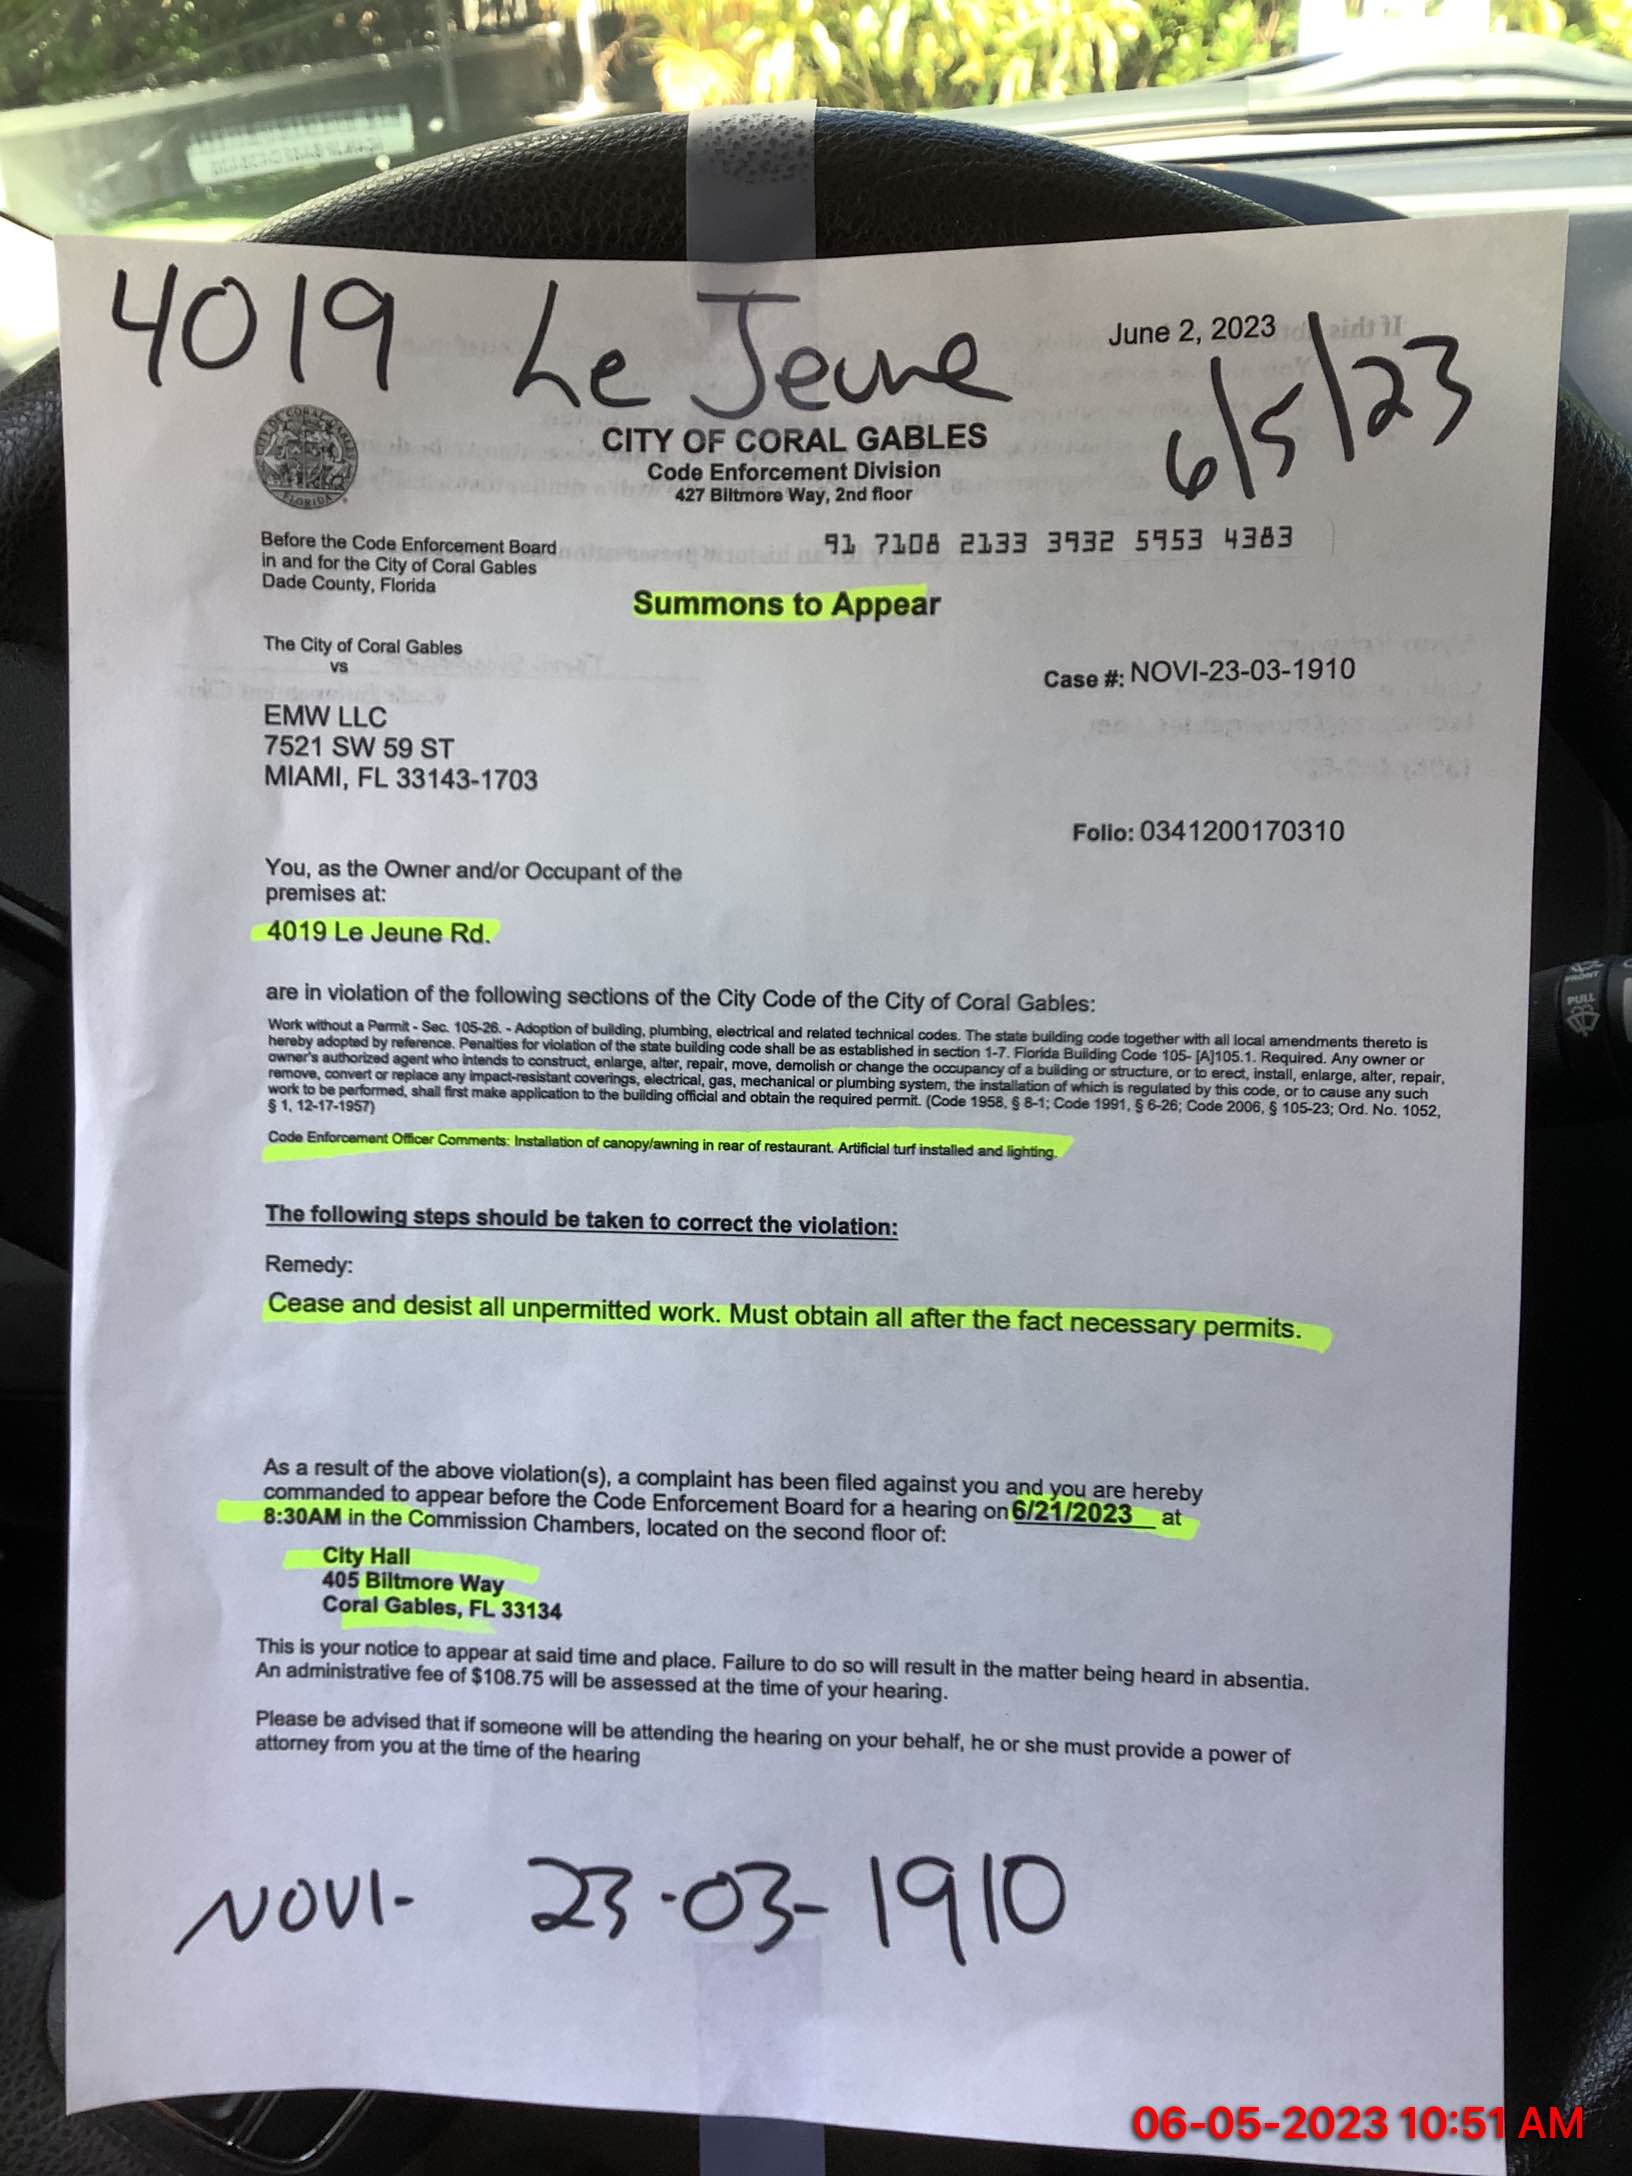 4019 Le Jeune
June 2, 2023
6/5/23
CITY OF CORAL GABLES
Code Enforcement Division
427 Biltmore Way, 2nd floor
Before the Code Enforcement Board
in and for the City of Coral Gables
Dade County, Florida
91 7108 2133 3932 5953 4383
Summons to Appear
The City of Coral Gables
vs
Case #: NOVI-23-03-1910
EMW LLC
7521 SW 59 ST
MIAMI, FL 33143-1703
Folio: 0341200170310
You, as the Owner and/or Occupant of the
premises at:
4019 Le Jeune Rd.
are in violation of the following sections of the City Code of the City of Coral Gables:
Work without a Permit - Sec. 105-26. - Adoption of building, plumbing, electrical and related technical codes. The state building code together with all local amendments thereto is
hereby adopted by reference. Penalties for violation of the state building code shall be as established in section 1-7. Florida Building Code 105- [A]105.1. Required. Any owner or
owner's authorized agent who intends to construct, enlarge, alter, repair, move, demolish or change the occupancy of a building or structure, or to erect, install, enlarge, alter, repair,
remove, convert or replace any impact-resistant coverings, electrical, gas, mechanical or plumbing system, the installation of which is regulated by this code, or to cause any such
work to be performed, shall first make application to the building official and obtain the required permit. (Code 1958, § 8-1; Code 1991, § 6-26; Code 2006, § 105-23; Ord. No. 1052,
§ 1, 12-17-1957)
Code Enforcement Officer Comments: Installation of canopy/awning in rear of restaurant. Artificial turf installed and lighting.
The following steps should be taken to correct the violation:
Remedy:
Cease and desist all unpermitted work. Must obtain all after the fact necessary permits.
As a result of the above violation(s), a complaint has been filed against you and you are hereby
commanded to appear before the Code Enforcement Board for a hearing on 6/21/2023 at
8:30AM in the Commission Chambers, located on the second floor of:
City Hall
405 Biltmore Way
Coral Gables, FL 33134
This is your notice to appear at said time and place. Failure to do so will result in the matter being heard in absentia.
An administrative fee of $108.75 will be assessed at the time of your hearing.
Please be advised that if someone will be attending the hearing on your behalf, he or she must provide a power of
attorney from you at the time of the hearing
NOVI- 23-03-1910
FRONT
PULL
06-05-2023 10:51 AM